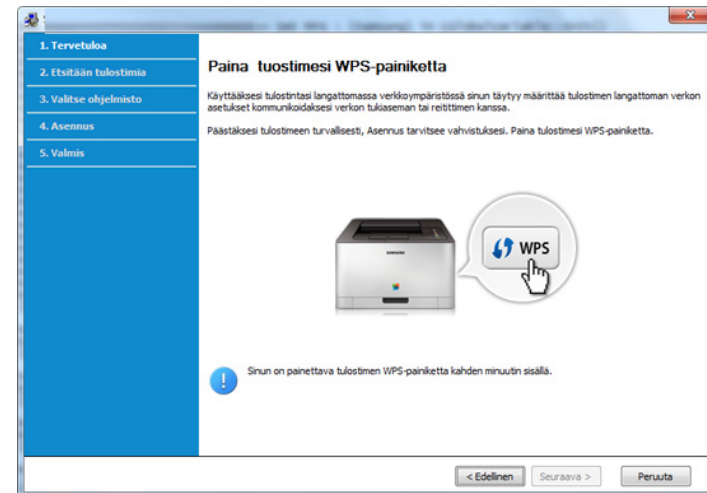 1. Tervetuloa
2. Etsitään tulostimia
3. Valitse ohjelmisto
4. Asennus
5. Valmis
Paina tuostimesi WPS-painiketta
Käyttääksesi tulostintasi langattomassa verkkoympäristössä sinun täytyy määrittää tulostimen langattoman verkon
asetukset kommunikoidaksesi verkon tukiaseman tai reitittimen kanssa.
Päästäksesi tulostimeen turvallisesti, Asennus tarvitsee vahvistuksesi. Paina tulostimesi WPS-painiketta.
SAMSUNG
WPS
Sinun on painettava tulostimen WPS-painiketta kahden minuutin sisällä.
< Edellinen
Seuraava >
Peruuta